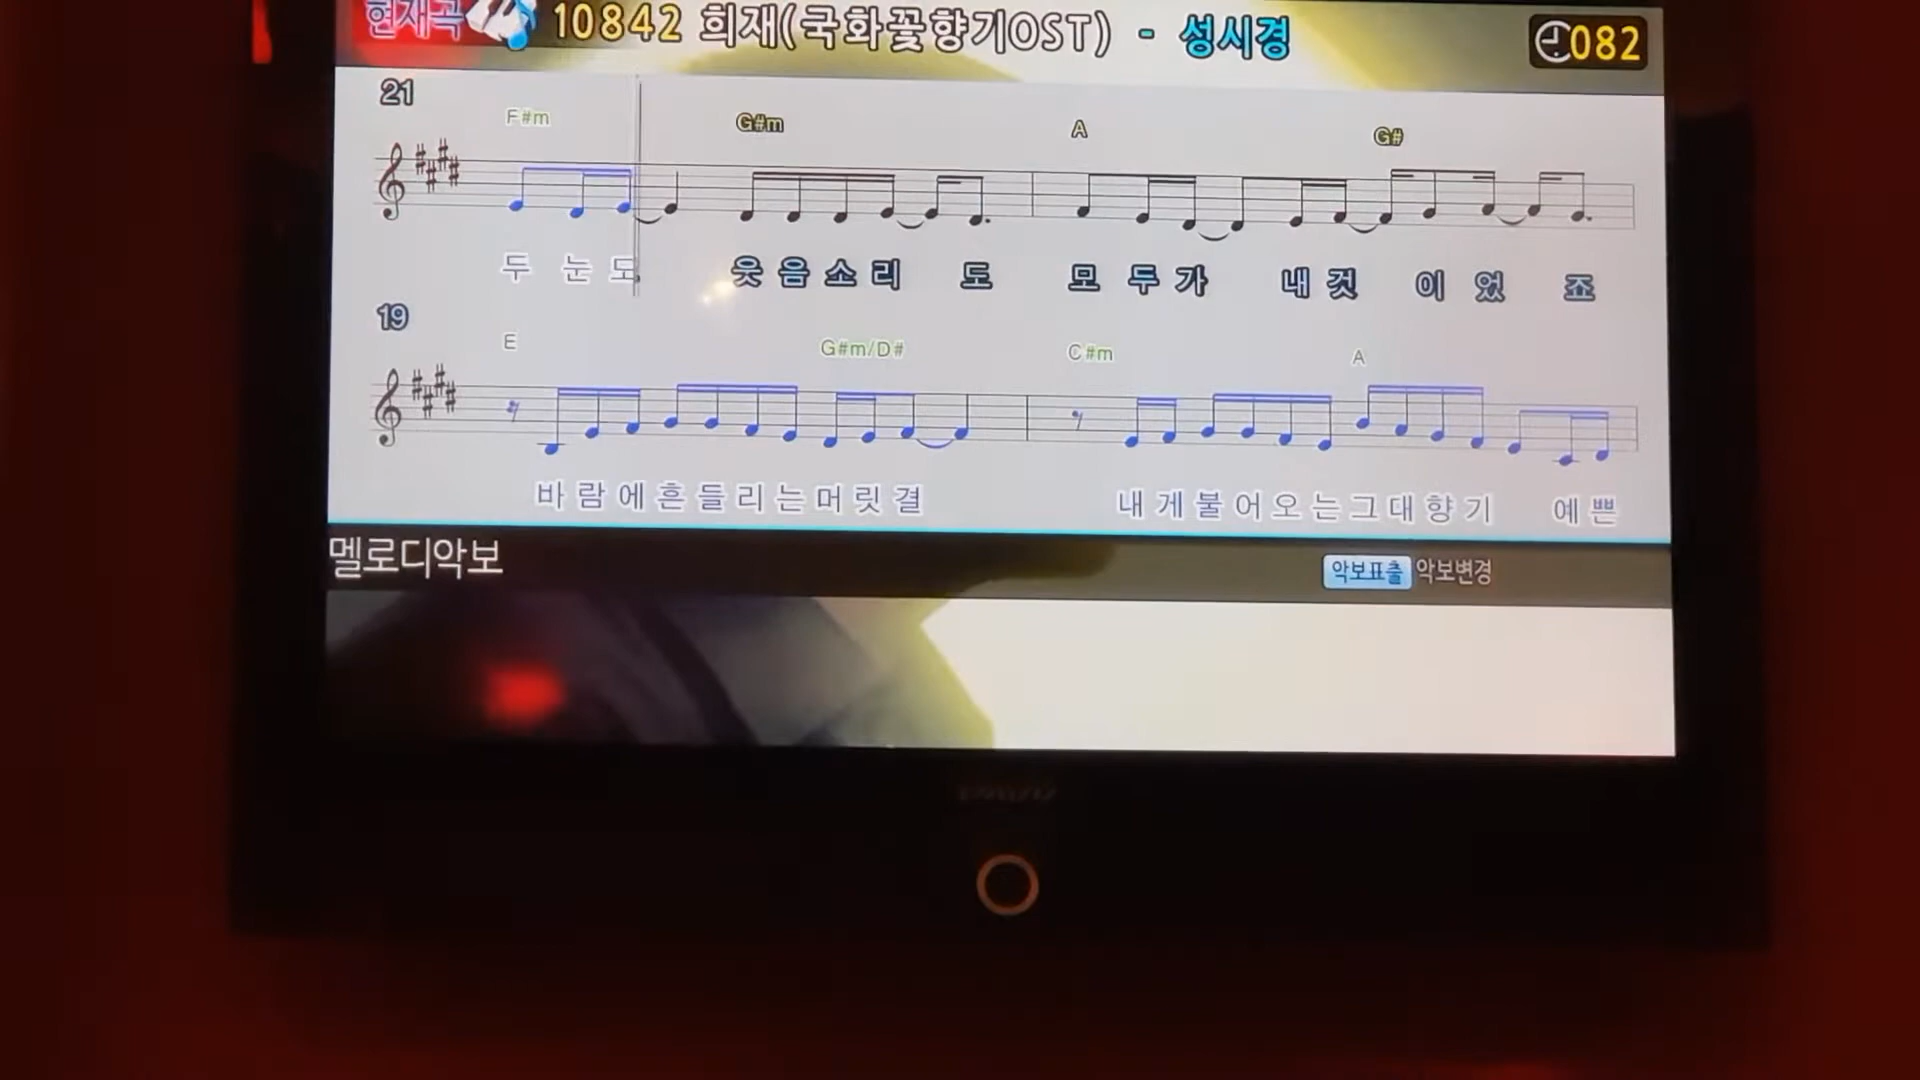 현재곡 10842 희재(국화꽃향기OST) - 성시경 082
21
F#m G#m A G#
두 눈 도 웃 음 소 리 도 모 두 가 내 것 이 었 죠
19
E G#m/D# C#m A
바 람 에 흔 들 리 는 머 릿 결 내 게 불 어 오 는 그 대 향 기 예 쁜
멜로디악보 악보표출 악보변경